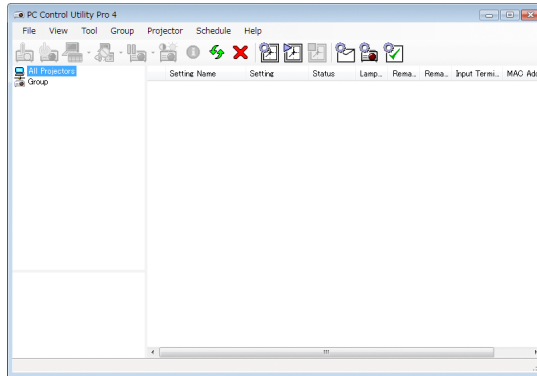 PC Control Utility Pro 4
File View Tool Group Projector Schedule Help
All Projectors
Group
Setting Name Setting Status Lamp... Rema... Rema... Input Termi... MAC Add